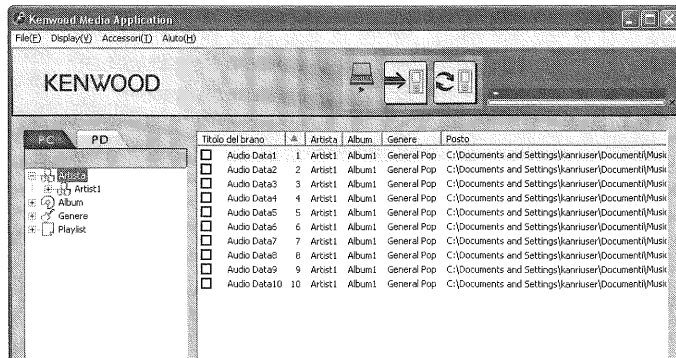 Kenwood Media Application
File(F) Display(V) Accessori(T) Aiuto(H)
KENWOOD
PC PD
Titolo del brano Artista Album Genere Posto
Audio Data1 1 Artist1 Album1 General Pop C:\Documents and Settings\kanriuser\Documenti\Music
Audio Data2 2 Artist1 Album1 General Pop C:\Documents and Settings\kanriuser\Documenti\Music
Audio Data3 3 Artist1 Album1 General Pop C:\Documents and Settings\kanriuser\Documenti\Music
Audio Data4 4 Artist1 Album1 General Pop C:\Documents and Settings\kanriuser\Documenti\Music
Audio Data5 5 Artist1 Album1 General Pop C:\Documents and Settings\kanriuser\Documenti\Music
Audio Data6 6 Artist1 Album1 General Pop C:\Documents and Settings\kanriuser\Documenti\Music
Audio Data7 7 Artist1 Album1 General Pop C:\Documents and Settings\kanriuser\Documenti\Music
Audio Data8 8 Artist1 Album1 General Pop C:\Documents and Settings\kanriuser\Documenti\Music
Audio Data9 9 Artist1 Album1 General Pop C:\Documents and Settings\kanriuser\Documenti\Music
Audio Data10 10 Artist1 Album1 General Pop C:\Documents and Settings\kanriuser\Documenti\Music
Artista
Artist1
Album
Genere
Playlist